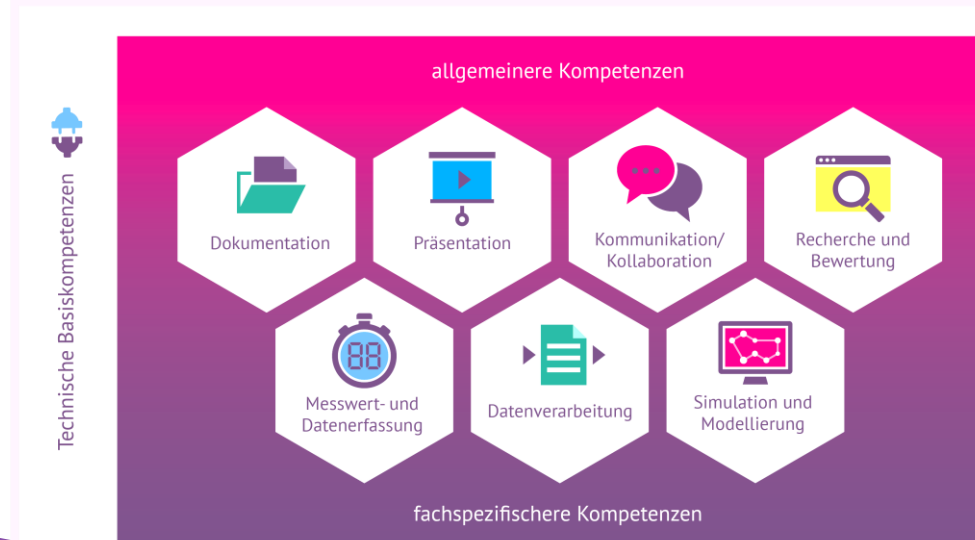 allgemeinere Kompetenzen
Technische Basiskompetenzen
Dokumentation
Präsentation
Kommunikation/
Kollaboration
Recherche und
Bewertung
88
Messwert- und
Datenerfassung
Datenverarbeitung
Simulation und
Modellierung
fachspezifischere Kompetenzen